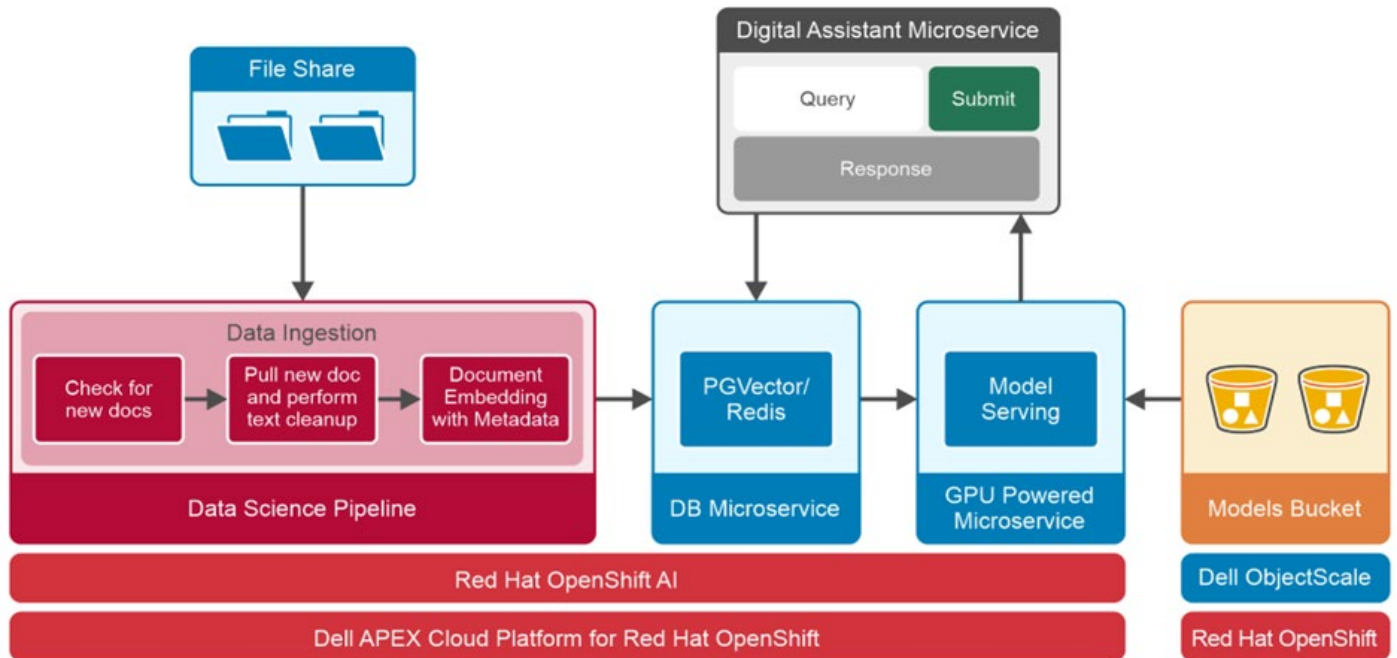 Digital Assistant Microservice
File Share
Query
Submit
Response
Data Ingestion
Check for
new docs
Pull new doc
and perform
text cleanup
Document
Embedding
with Metadata
Data Science Pipeline
PGVector/
Redis
DB Microservice
Model
Serving
GPU Powered
Microservice
Models Bucket
Red Hat OpenShift AI
Dell ObjectScale
Dell APEX Cloud Platform for Red Hat OpenShift
Red Hat OpenShift